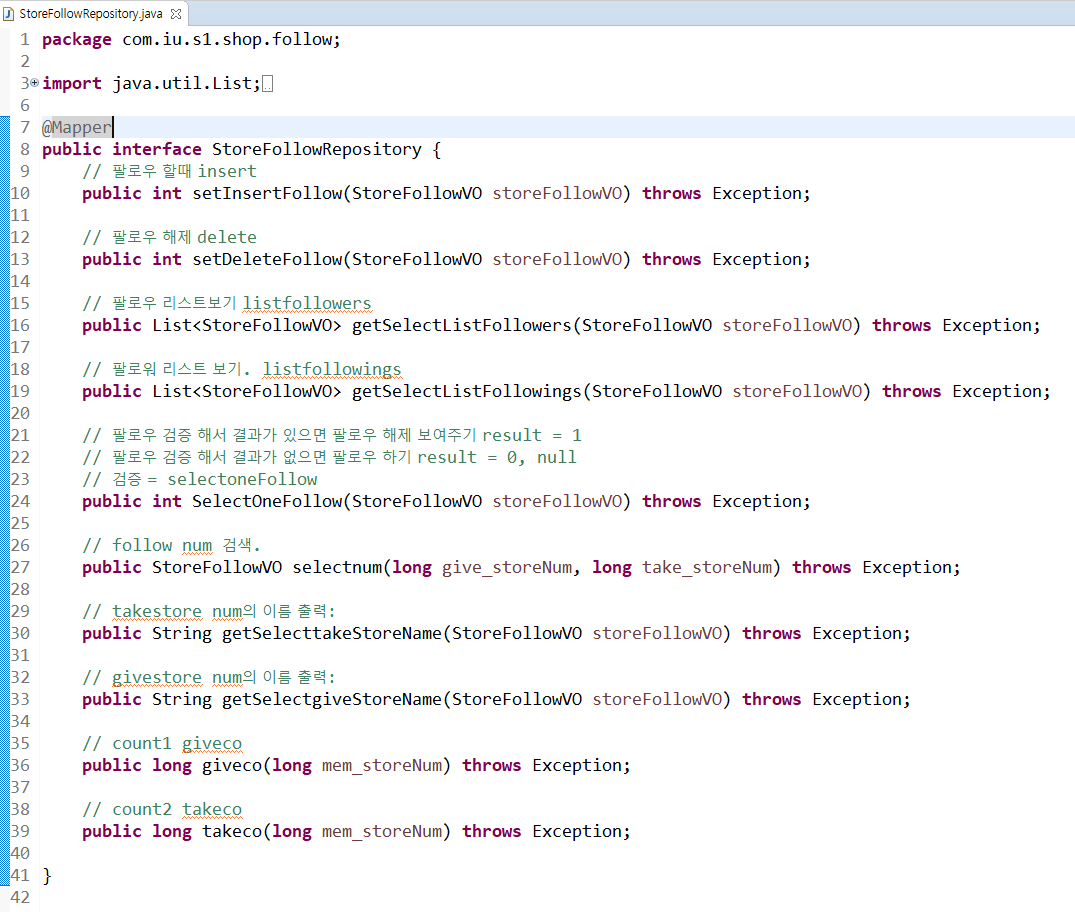 StoreFollowRepository.java
1 package com.iu.s1.shop.follow;
2
3 import java.util.List;
6
7 @Mapper
8 public interface StoreFollowRepository {
9 // 팔로우 할때 insert
10 public int setInsertFollow(StoreFollowVO storeFollowVO) throws Exception;
11
12 // 팔로우 해제 delete
13 public int setDeleteFollow(StoreFollowVO storeFollowVO) throws Exception;
14
15 // 팔로우 리스트보기 listfollowers
16 public List<StoreFollowVO> getSelectListFollowers(StoreFollowVO storeFollowVO) throws Exception;
17
18 // 팔로워 리스트 보기. listfollowings
19 public List<StoreFollowVO> getSelectListFollowings(StoreFollowVO storeFollowVO) throws Exception;
20
21 // 팔로우 검증 해서 결과가 있으면 팔로우 해제 보여주기 result = 1
22 // 팔로우 검증 해서 결과가 없으면 팔로우 하기 result = 0, null
23 // 검증 = selectoneFollow
24 public int SelectOneFollow(StoreFollowVO storeFollowVO) throws Exception;
25
26 // follow num 검색.
27 public StoreFollowVO selectnum(long give_storeNum, long take_storeNum) throws Exception;
28
29 // takestore num의 이름 출력:
30 public String getSelecttakeStoreName(StoreFollowVO storeFollowVO) throws Exception;
31
32 // givestore num의 이름 출력:
33 public String getSelectgiveStoreName(StoreFollowVO storeFollowVO) throws Exception;
34
35 // count1 giveco
36 public long giveco(long mem_storeNum) throws Exception;
37
38 // count2 takeco
39 public long takeco(long mem_storeNum) throws Exception;
40
41 }
42